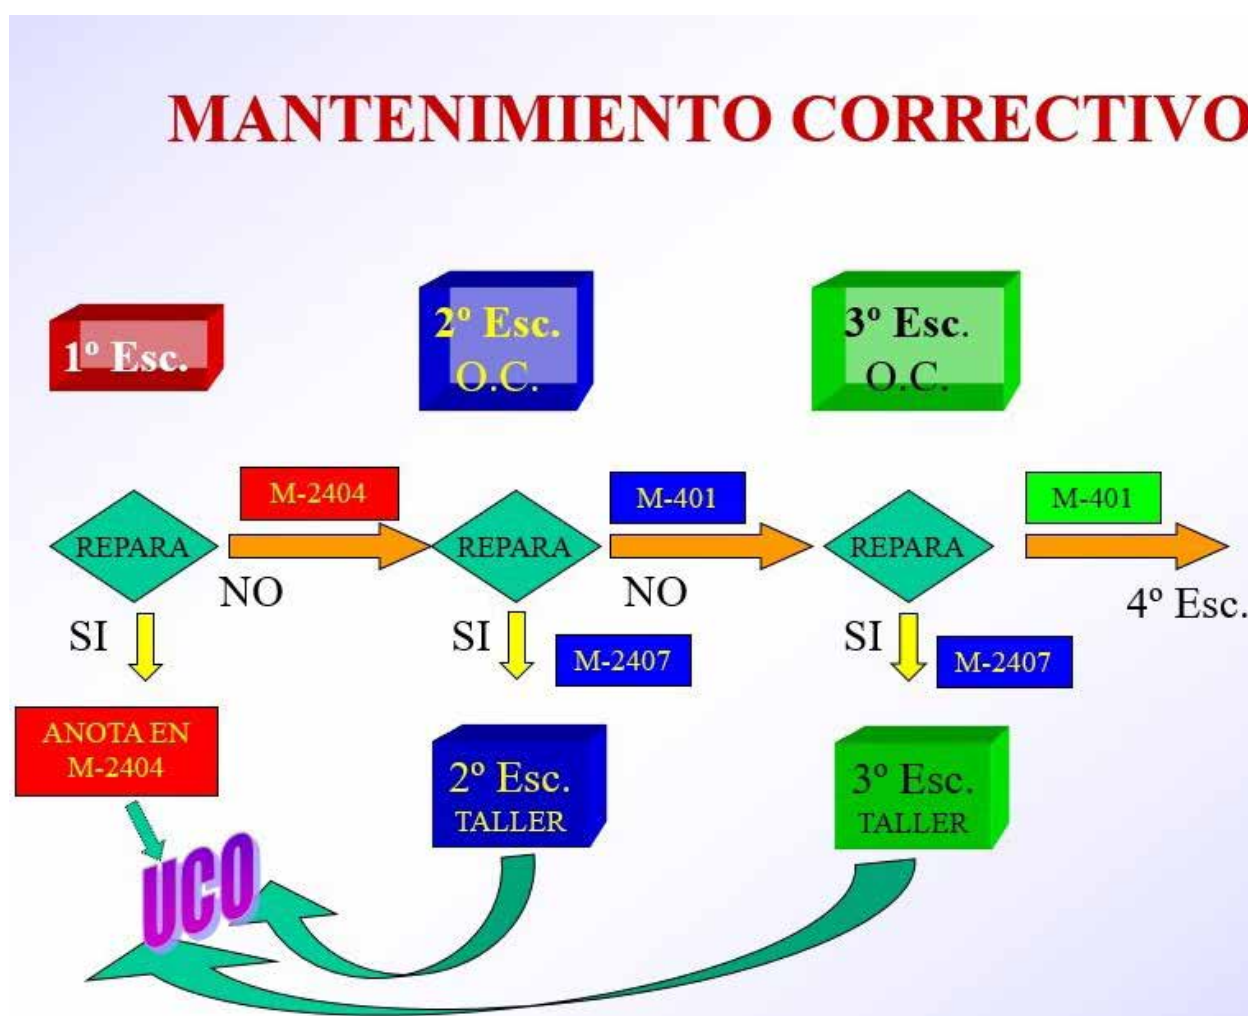 MANTENIMIENTO CORRECTIVO
1º Esc.
2º Esc.
O.C.
3º Esc.
O.C.
M-2404
M-401
M-401
REPARA
REPARA
REPARA
NO
NO
4º Esc.
SI
SI
M-2407
SI
M-2407
ANOTA EN
M-2404
2º Esc.
TALLER
3º Esc.
TALLER
UCO